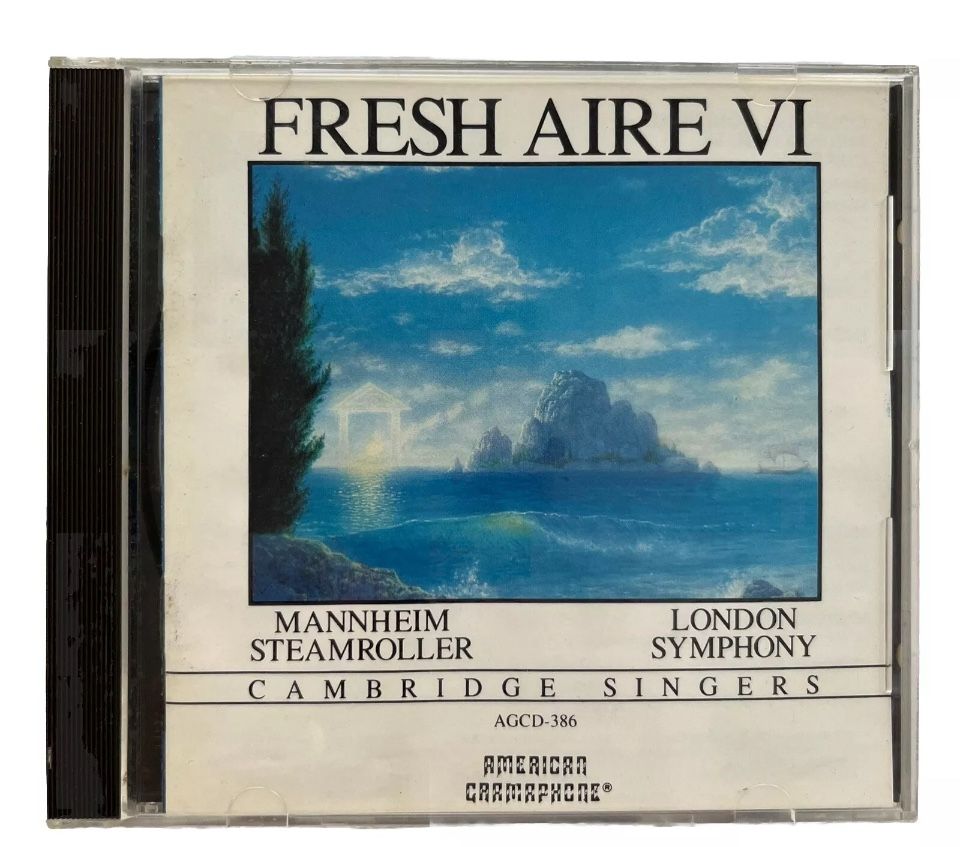 FRESH AIRE VI
MANNHEIM
STEAMROLLER
LONDON
SYMPHONY
CAMBRIDGE SINGERS
AGCD-386
AMERICAN
GRAMAPHONE®